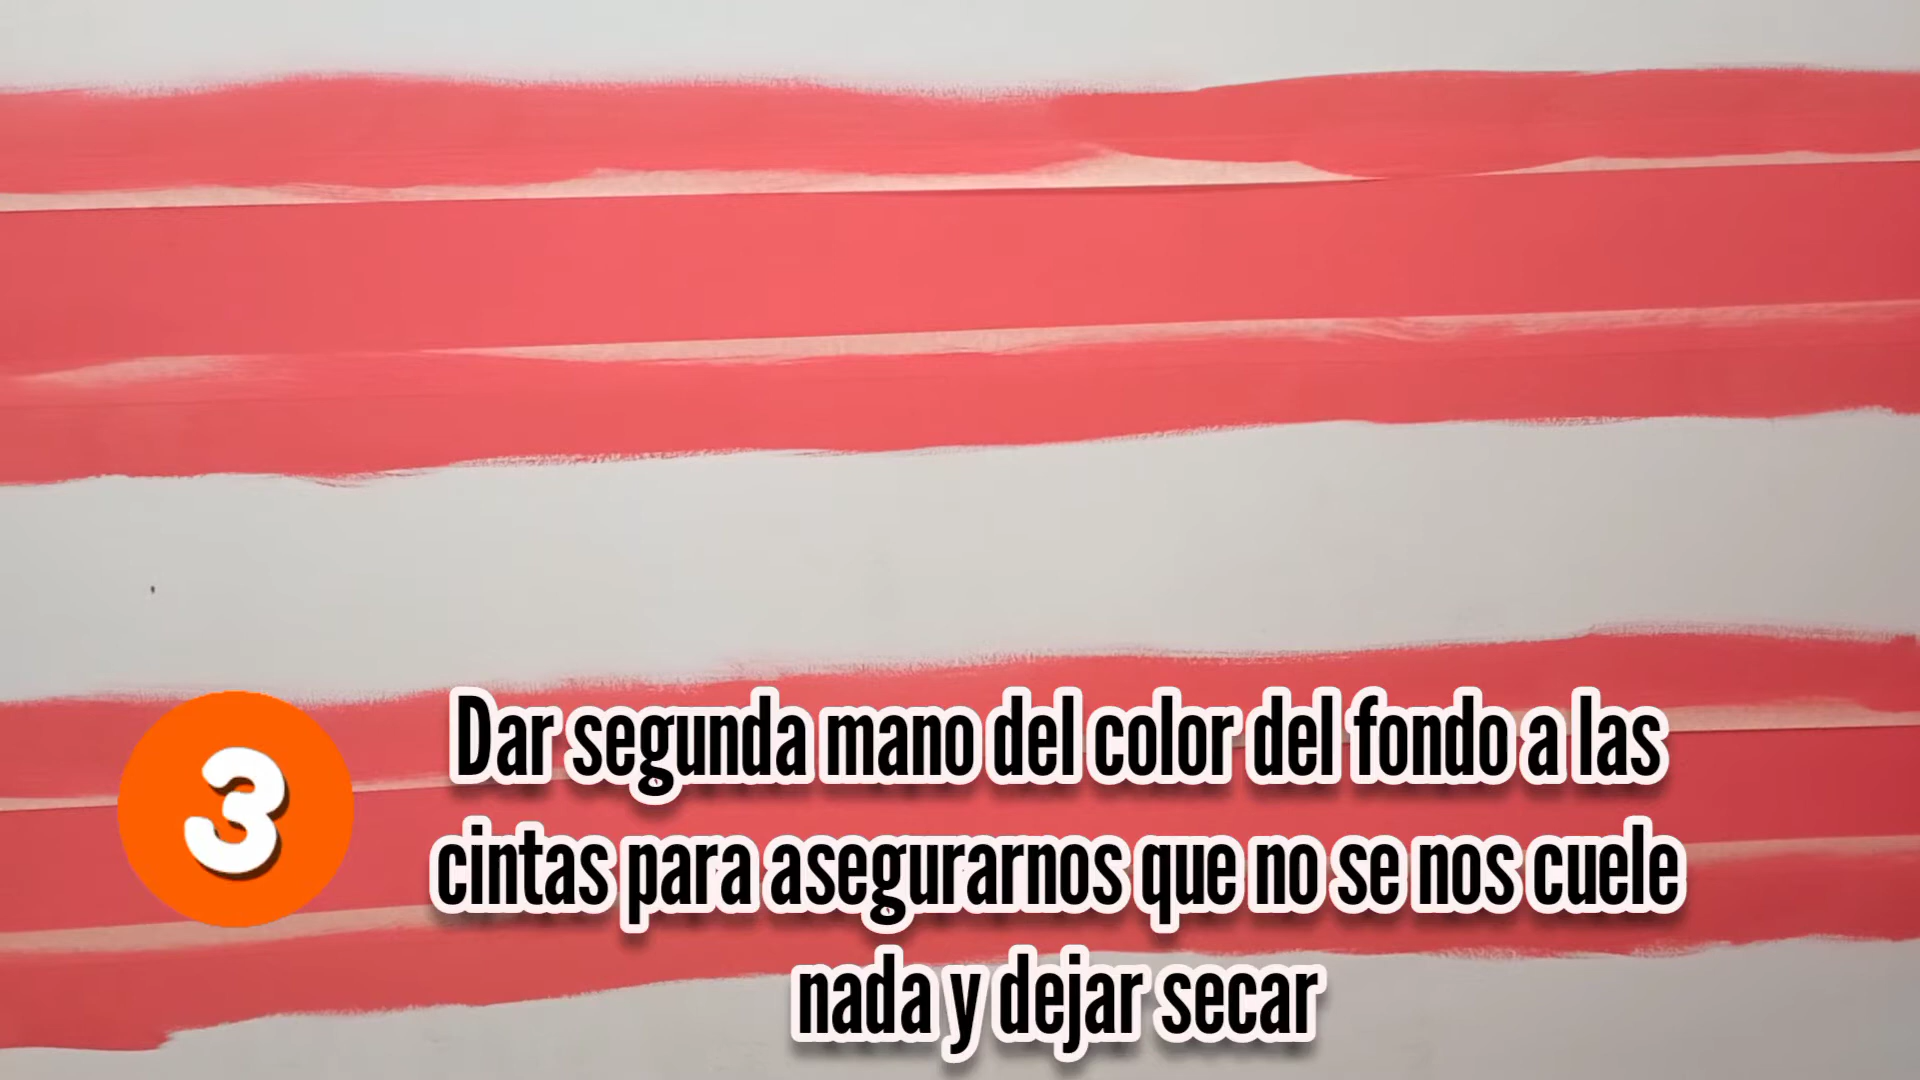 3
Dar segunda mano del color del fondo a las
cintas para asegurarnos que no se nos cuele
nada y dejar secar